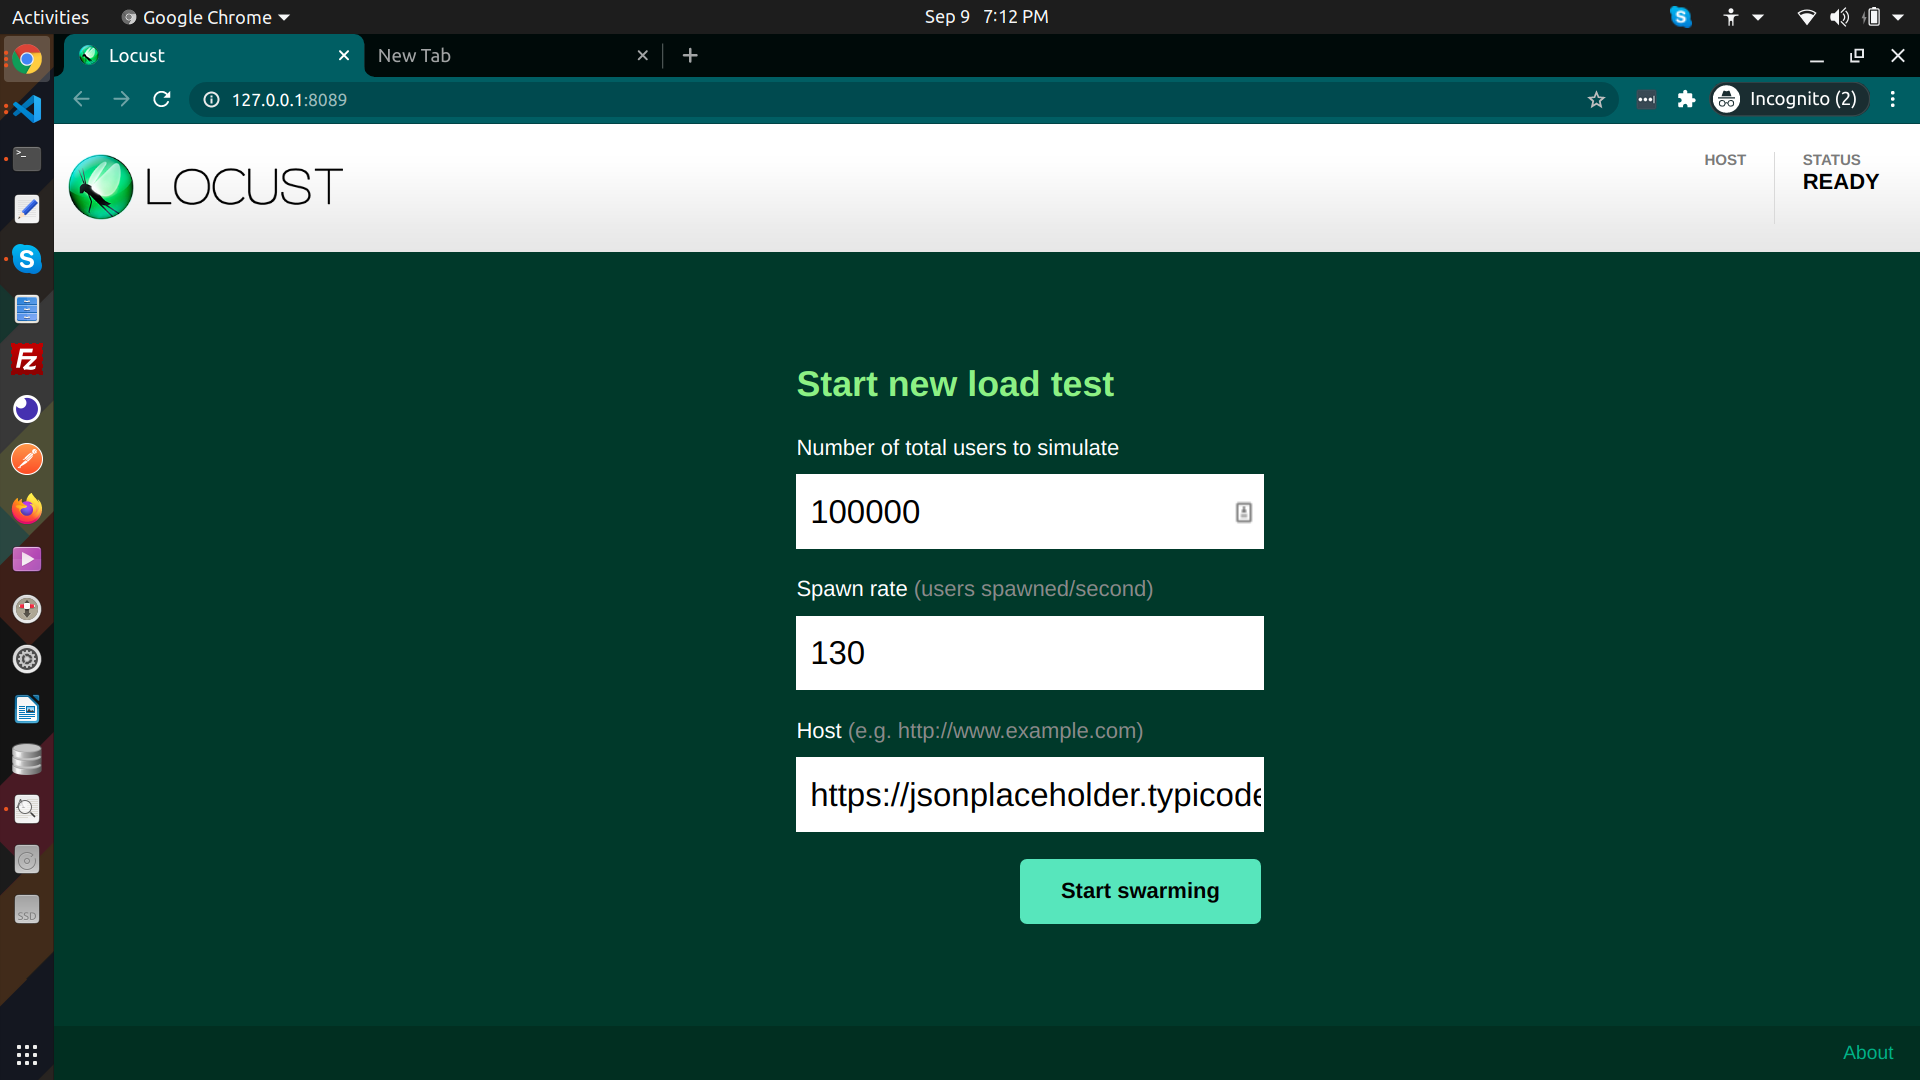 Activities
Google Chrome
Sep 9 7:12 PM
Locust
New Tab
127.0.0.1:8089
Incognito (2)
LOCUST
HOST
STATUS
READY
Start new load test
Number of total users to simulate
100000
Spawn rate (users spawned/second)
130
Host (e.g. http://www.example.com)
https://jsonplaceholder.typicode
Start swarming
SSD
About